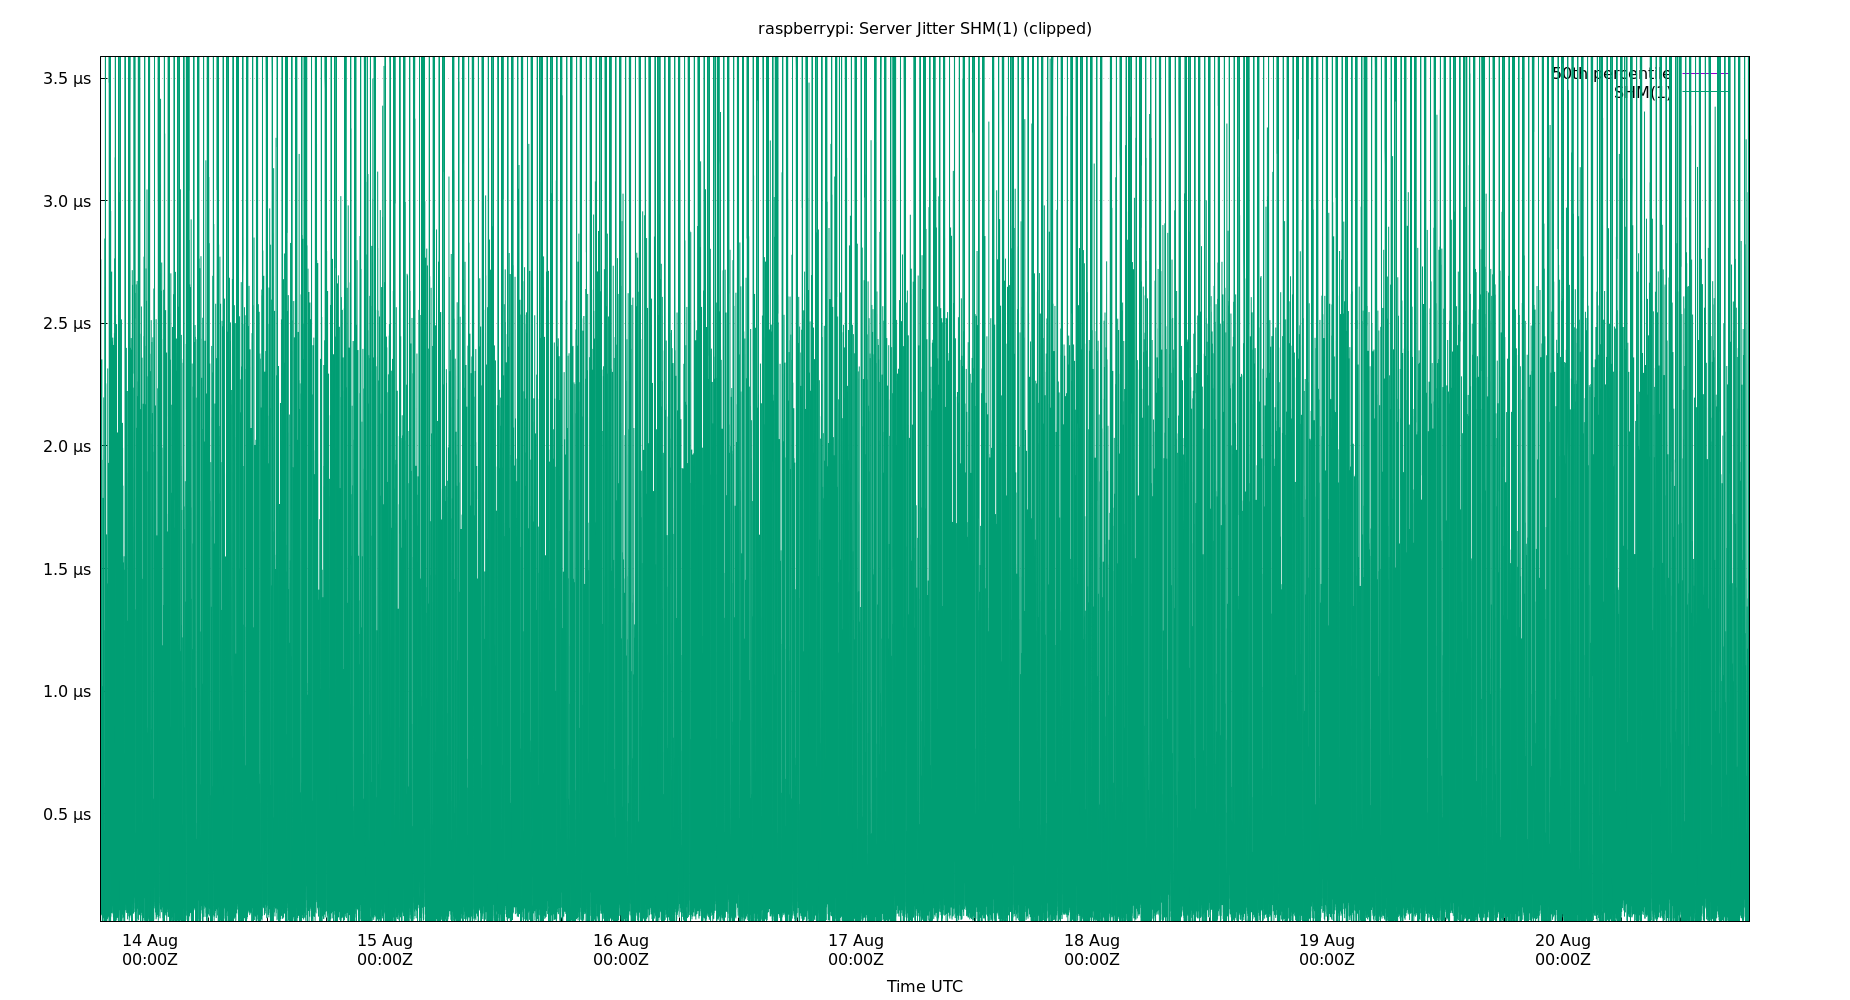 raspberrypi: Server Jitter SHM(1) (clipped)
3.5 µs
50th percentile
SHM(1)
3.0 µs
2.5 µs
2.0 µs
1.5 µs
1.0 µs
0.5 µs
14 Aug 15 Aug 16 Aug 17 Aug 18 Aug 19 Aug 20 Aug
00:00Z 00:00Z 00:00Z 00:00Z 00:00Z 00:00Z 00:00Z
Time UTC